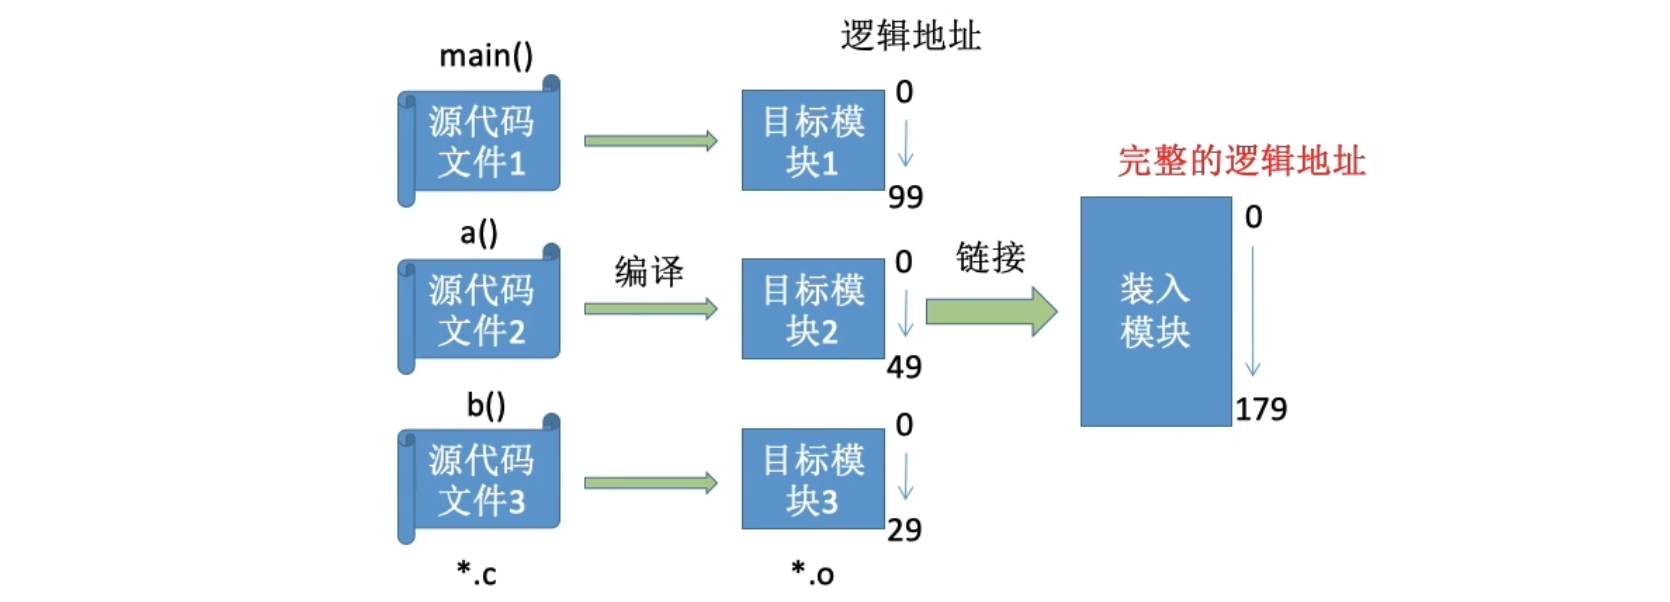 逻辑地址
main()
源代码
文件1
目标模
块1
0
99
a()
源代码
文件2
编译
目标模
块2
0
49
链接
完整的逻辑地址
装入
模块
0
179
b()
源代码
文件3
目标模
块3
0
29
*.c
*.o